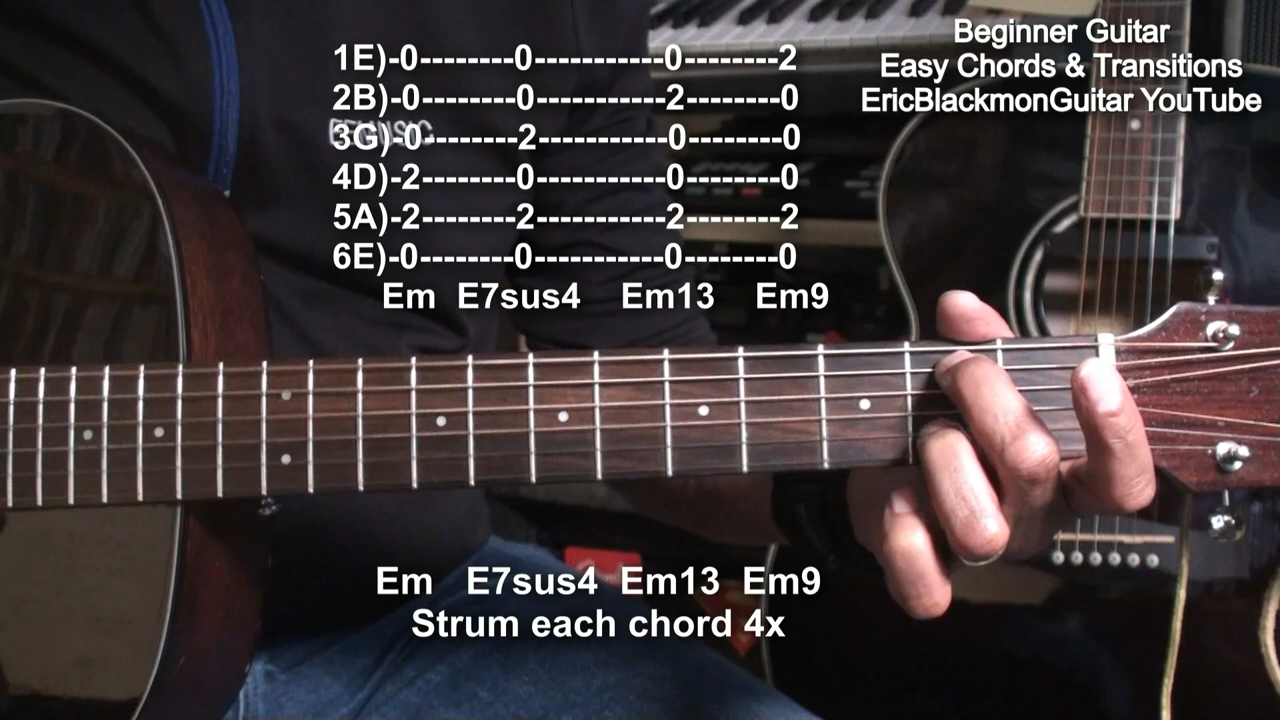 Beginner Guitar
Easy Chords & Transitions
EricBlackmonGuitar YouTube
1E)-0--------0-----------0--------2
2B)-0--------0-----------2--------0
3G)-0--------2-----------0--------0
4D)-2--------0-----------0--------0
5A)-2--------2-----------2--------2
6E)-0--------0-----------0--------0
Em E7sus4 Em13 Em9
Em E7sus4 Em13 Em9
Strum each chord 4x